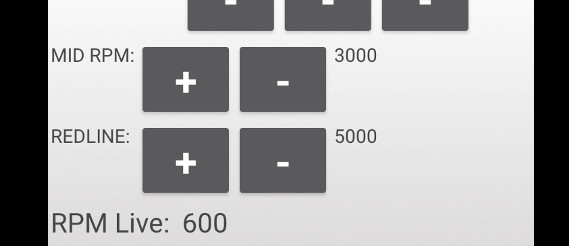 - - -
MID RPM: + - 3000
REDLINE: + - 5000
RPM Live: 600